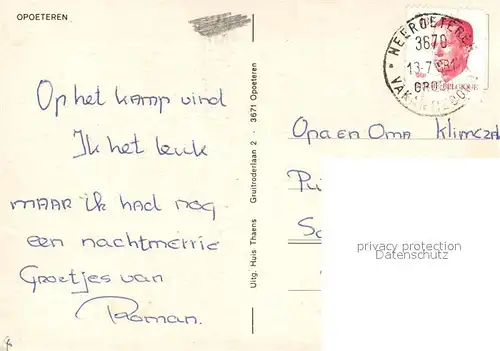 OPOETEREN
Op het kamp vind
Ik het leuk
MAAR ik had nog
een nachtmerrie
Groetjes van
Roman.
Uitg. Huis Thaens Gruitroderlaan 2 - 3671 Opoeteren
NEEROETEREN
3670
13-7
Opa en Oma Klimcza
privacy protection
Datenschutz